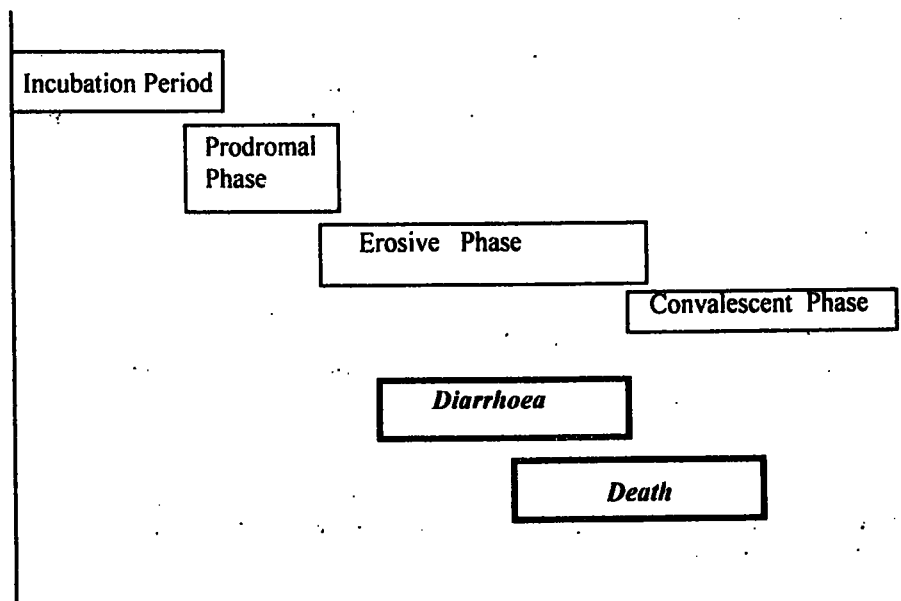 Incubation Period
Prodromal
Phase
Erosive Phase
Convalescent Phase
Diarrhoea
Death